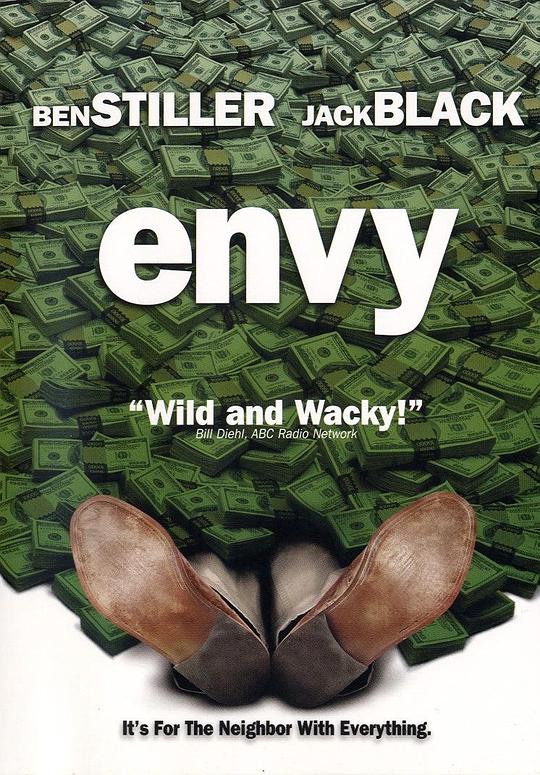 BEN STILLER JACK BLACK
envy
“Wild and Wacky!”
Bill Diehl, ABC Radio Network
It's For The Neighbor With Everything.